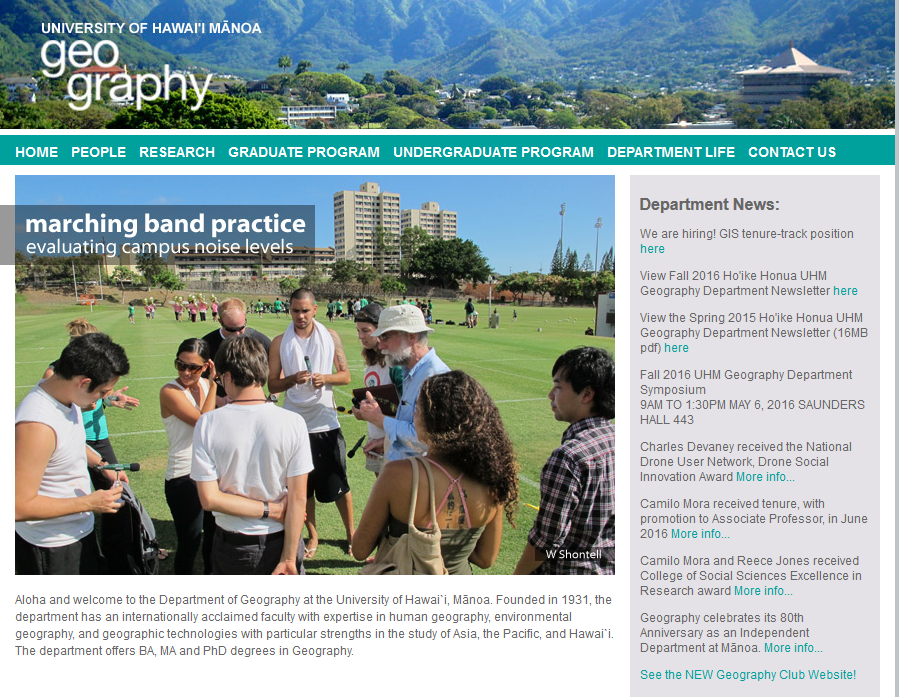 UNIVERSITY OF HAWAI'I MĀNOA
geo
graphy
HOME PEOPLE RESEARCH GRADUATE PROGRAM UNDERGRADUATE PROGRAM DEPARTMENT LIFE CONTACT US
marching band practice
evaluating campus noise levels
W Shontell
Aloha and welcome to the Department of Geography at the University of Hawai`i, Mānoa. Founded in 1931, the
department has an internationally acclaimed faculty with expertise in human geography, environmental
geography, and geographic technologies with particular strengths in the study of Asia, the Pacific, and Hawai`i.
The department offers BA, MA and PhD degrees in Geography.
Department News:
We are hiring! GIS tenure-track position
here
View Fall 2016 Ho'ike Honua UHM
Geography Department Newsletter here
View the Spring 2015 Ho'ike Honua UHM
Geography Department Newsletter (16MB
pdf) here
Fall 2016 UHM Geography Department
Symposium
9AM TO 1:30PM MAY 6, 2016 SAUNDERS
HALL 443
Charles Devaney received the National
Drone User Network, Drone Social
Innovation Award More info...
Camilo Mora received tenure, with
promotion to Associate Professor, in June
2016 More info...
Camilo Mora and Reece Jones received
College of Social Sciences Excellence in
Research award More info...
Geography celebrates its 80th
Anniversary as an Independent
Department at Mānoa. More info...
See the NEW Geography Club Website!